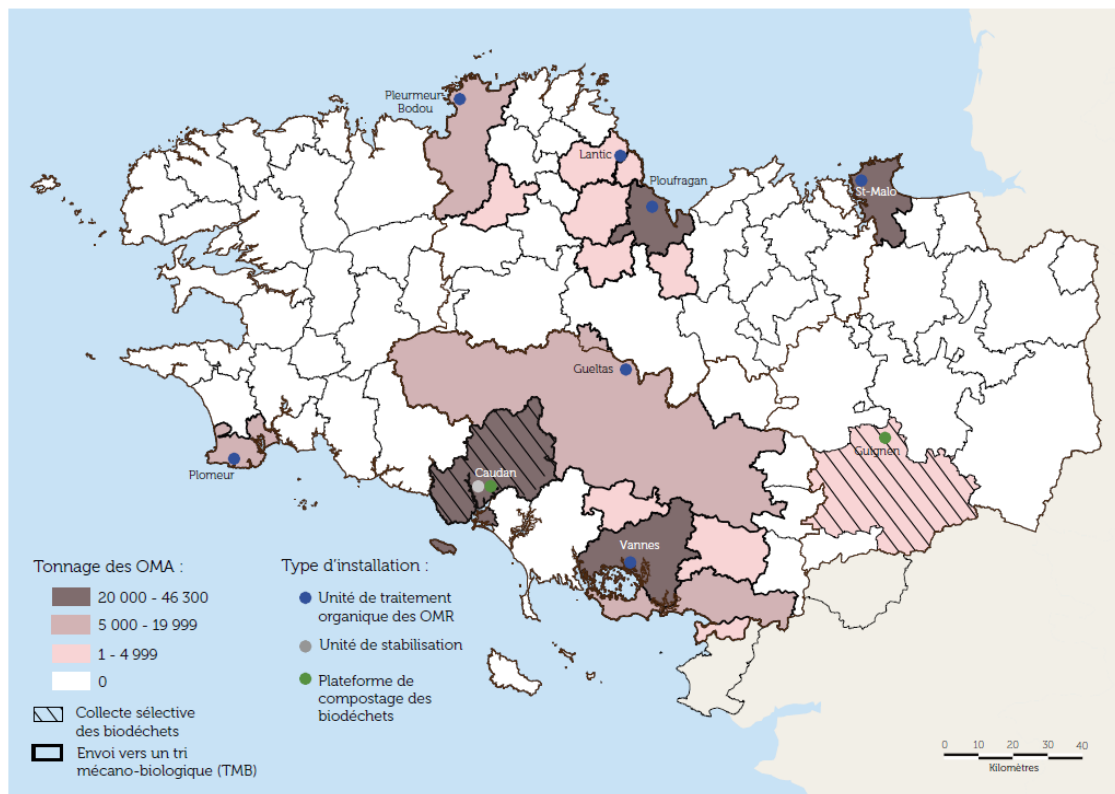 Pleurmeur-
Bodou
Lantic
Ploufragan
St-Malo
Gueltas
Guignen
Plomeur
Caudan
Vannes
Tonnage des OMA :
20 000 - 46 300
5 000 - 19 999
1 - 4 999
0
Collecte sélective
des biodéchets
Envoi vers un tri
mécano-biologique (TMB)
Type d'installation :
Unité de traitement
organique des OMR
Unité de stabilisation
Plateforme de
compostage des
biodéchets
0 10 20 30 40
Kilomètres